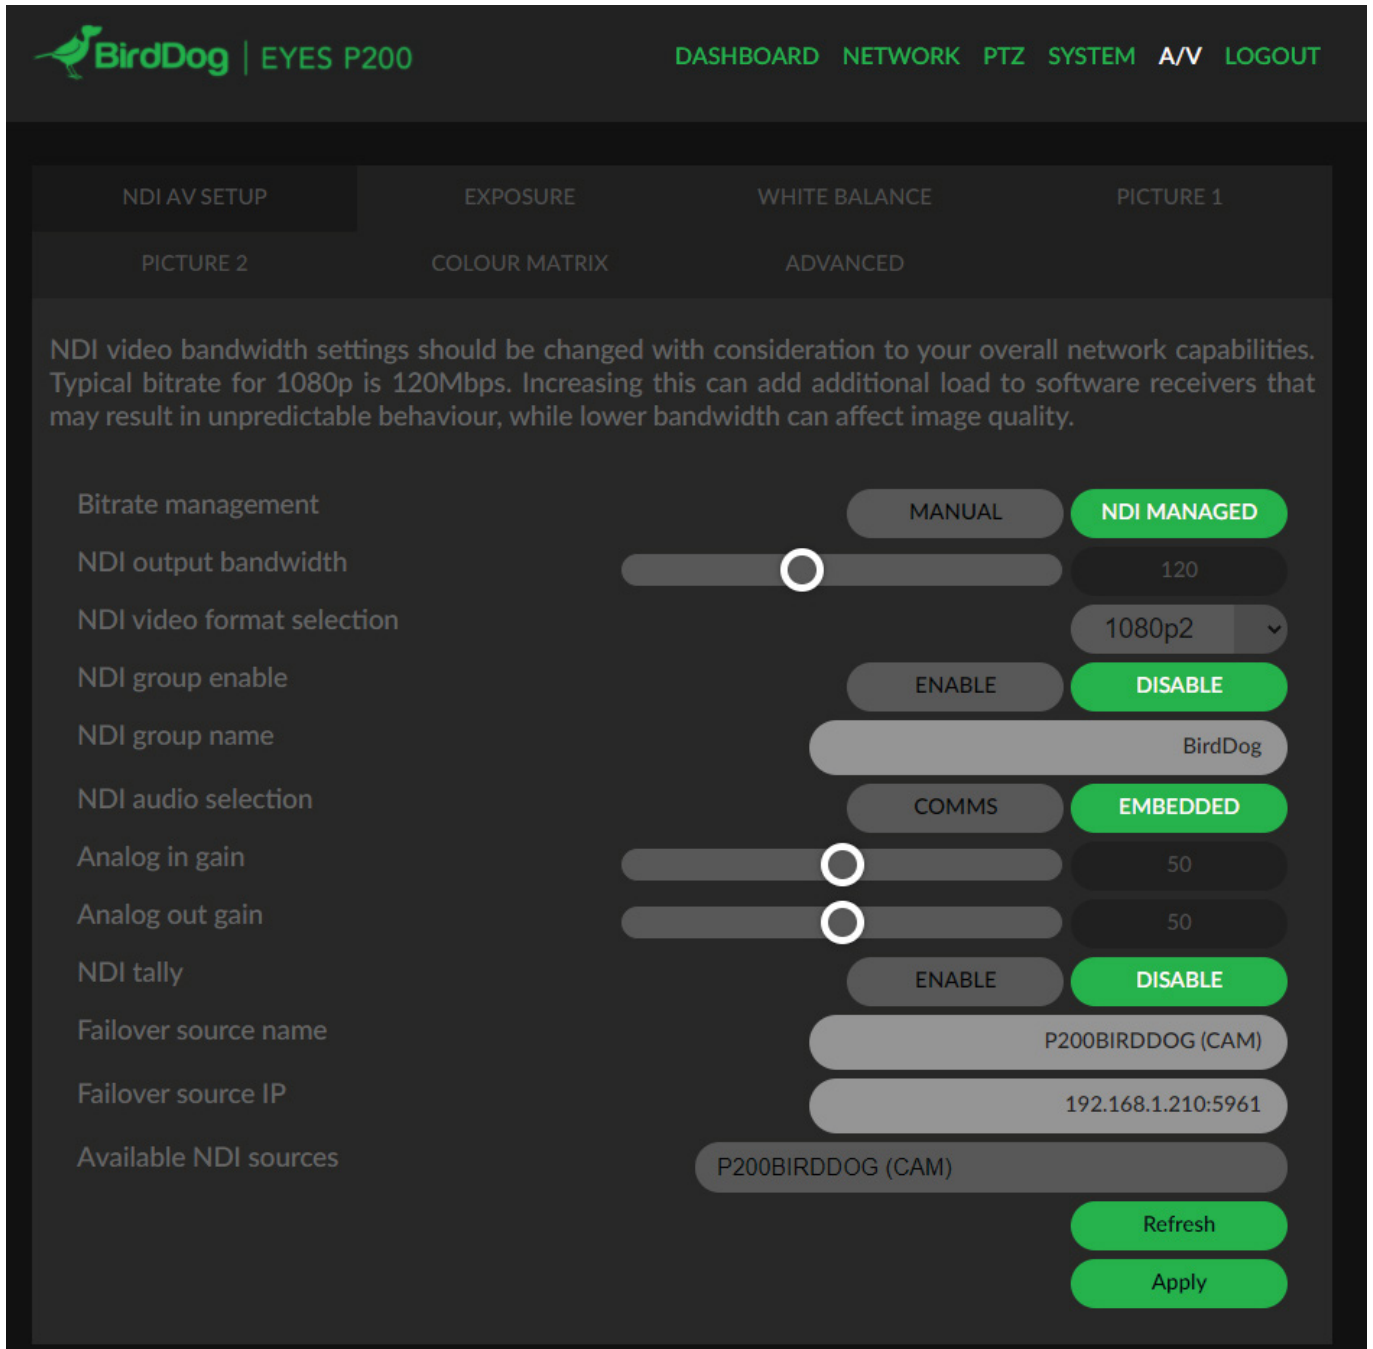 BirdDog | EYES P200
DASHBOARD NETWORK PTZ SYSTEM A/V LOGOUT
NDI AV SETUP EXPOSURE WHITE BALANCE PICTURE 1
PICTURE 2 COLOUR MATRIX ADVANCED
NDI video bandwidth settings should be changed with consideration to your overall network capabilities.
Typical bitrate for 1080p is 120Mbps. Increasing this can add additional load to software receivers that
may result in unpredictable behaviour, while lower bandwidth can affect image quality.
Bitrate management MANUAL NDI MANAGED
NDI output bandwidth 120
NDI video format selection 1080p2
NDI group enable ENABLE DISABLE
NDI group name BirdDog
NDI audio selection COMMS EMBEDDED
Analog in gain 50
Analog out gain 50
NDI tally ENABLE DISABLE
Failover source name P200BIRDDOG (CAM)
Failover source IP 192.168.1.210:5961
Available NDI sources P200BIRDDOG (CAM)
Refresh
Apply